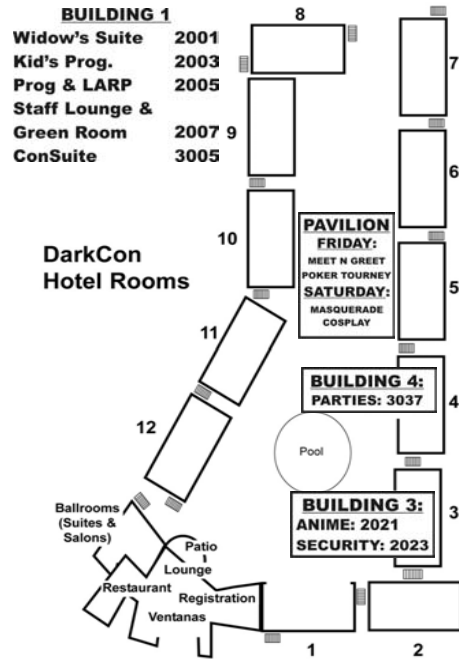 BUILDING 1
Widow's Suite 2001
Kid's Prog. 2003
Prog & LARP 2005
Staff Lounge &
Green Room 2007
ConSuite 3005
8
7
9
6
10
PAVILION
FRIDAY:
MEET N GREET
POKER TOURNEY
SATURDAY:
MASQUERADE
COSPLAY
DarkCon
Hotel Rooms
5
11
BUILDING 4:
PARTIES: 3037
4
12
Pool
BUILDING 3:
ANIME: 2021
SECURITY: 2023
3
Ballrooms
(Suites &
Salons)
Patio
Lounge
Restaurant
Registration
Ventanas
1
2